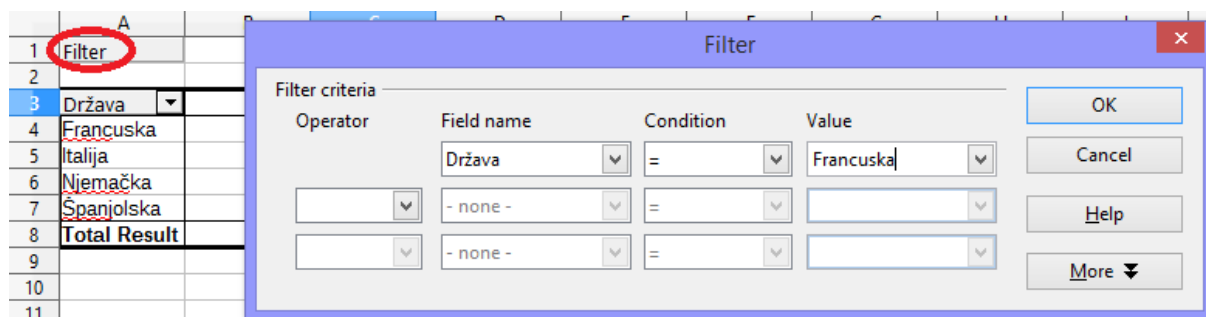 A
1 Filter
2
3 Država
4 Francuska
5 Italija
6 Njemačka
7 Španjolska
8 Total Result
9
10
11
Filter
Filter criteria
Operator Field name Condition Value
Država = Francuska
- none - =
- none - =
OK
Cancel
Help
More